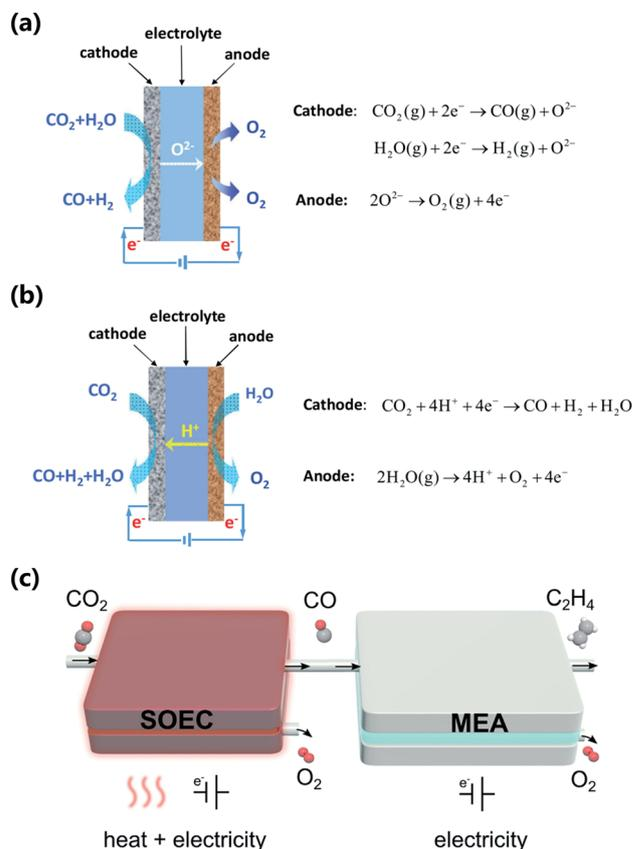 (a)
electrolyte
cathode
anode
CO₂+H₂O
O²⁻
O₂
CO+H₂
O₂
e⁻
e⁻
Cathode: CO₂(g)+2e⁻ → CO(g)+O²⁻
H₂O(g)+2e⁻ → H₂(g)+O²⁻
Anode: 2O²⁻ → O₂(g)+4e⁻
(b)
electrolyte
cathode
anode
CO₂
H₂O
H⁺
CO+H₂+H₂O
O₂
e⁻
e⁻
Cathode: CO₂ + 4H⁺ + 4e⁻ → CO + H₂ + H₂O
Anode: 2H₂O(g) → 4H⁺ + O₂ + 4e⁻
(c)
CO₂
CO
C₂H₄
SOEC
MEA
O₂
O₂
e⁻
e⁻
heat + electricity
electricity